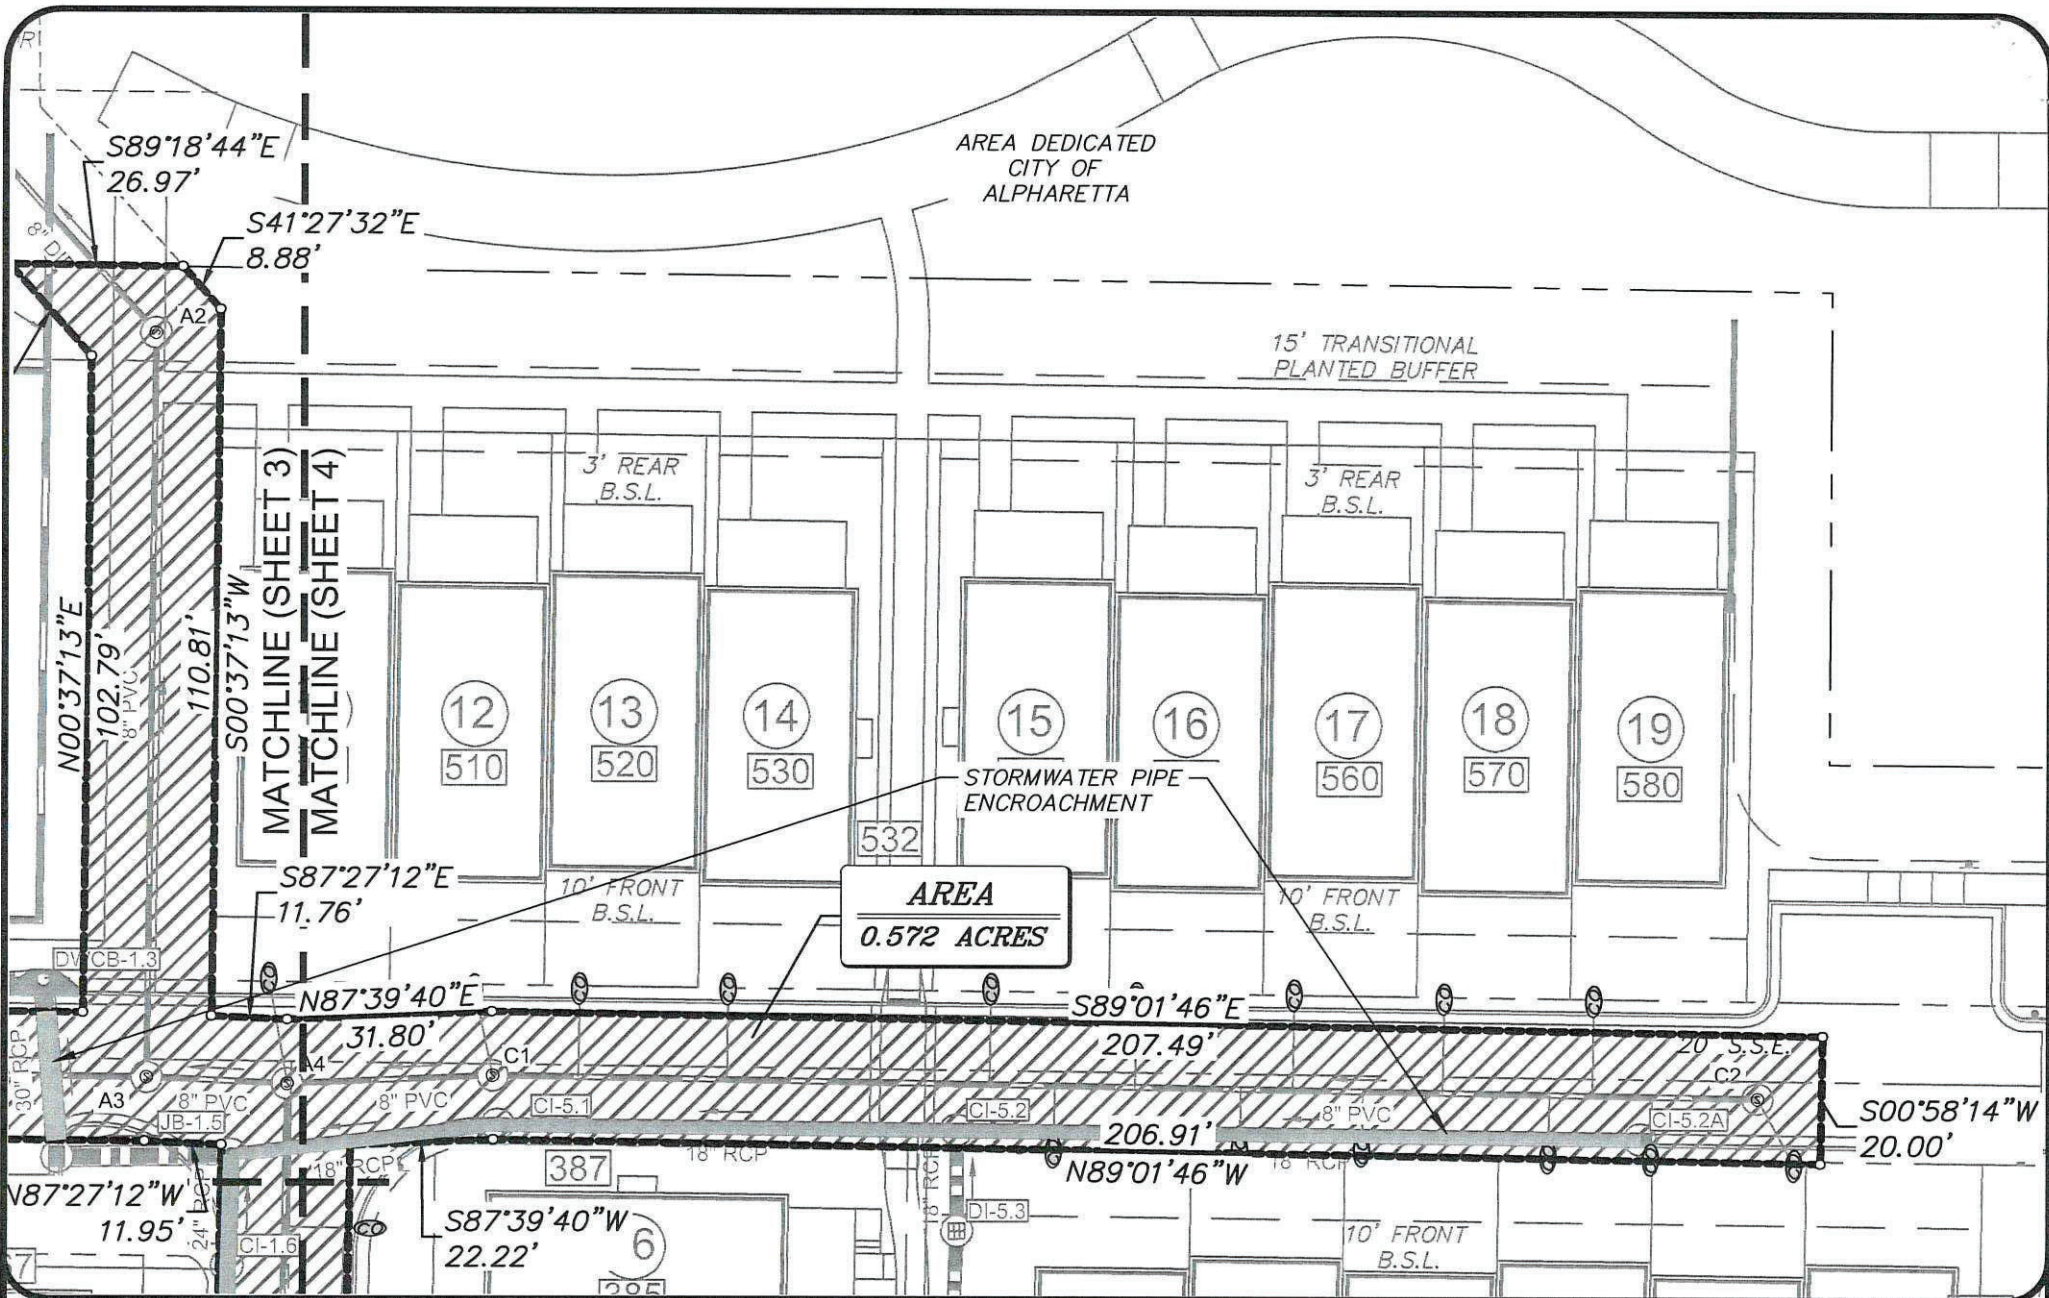 S89°18'44"E
26.97'
S41°27'32"E
8.88'
AREA DEDICATED
CITY OF
ALPHARETTA
A2
15' TRANSITIONAL
PLANTED BUFFER
3' REAR
B.S.L.
3' REAR
B.S.L.
N00°37'13"E
102.79'
8" PVC
110.81'
S00°37'13"W
MATCHLINE (SHEET 3)
MATCHLINE (SHEET 4)
12
510
13
520
14
530
15
16
17
560
18
570
19
580
STORMWATER PIPE
ENCROACHMENT
532
S87°27'12"E
11.76'
10' FRONT
B.S.L.
AREA
0.572 ACRES
10' FRONT
B.S.L.
CB-1.3
N87°39'40"E
31.80'
S89°01'46"E
207.49'
20' S.S.E.
30" RCP
A3
8" PVC
A4
8" PVC
C1
C2
JB-1.5
CI-5.1
CI-5.2
206.91'
8" PVC
CI-5.2A
S00°58'14"W
20.00'
18" RCP
387
18" RCP
18" RCP
N89°01'46"W
18" RCP
N87°27'12"W
11.95'
24" RCP
CI-1.6
CO
S87°39'40"W
22.22'
6
385
DI-5.3
10' FRONT
B.S.L.